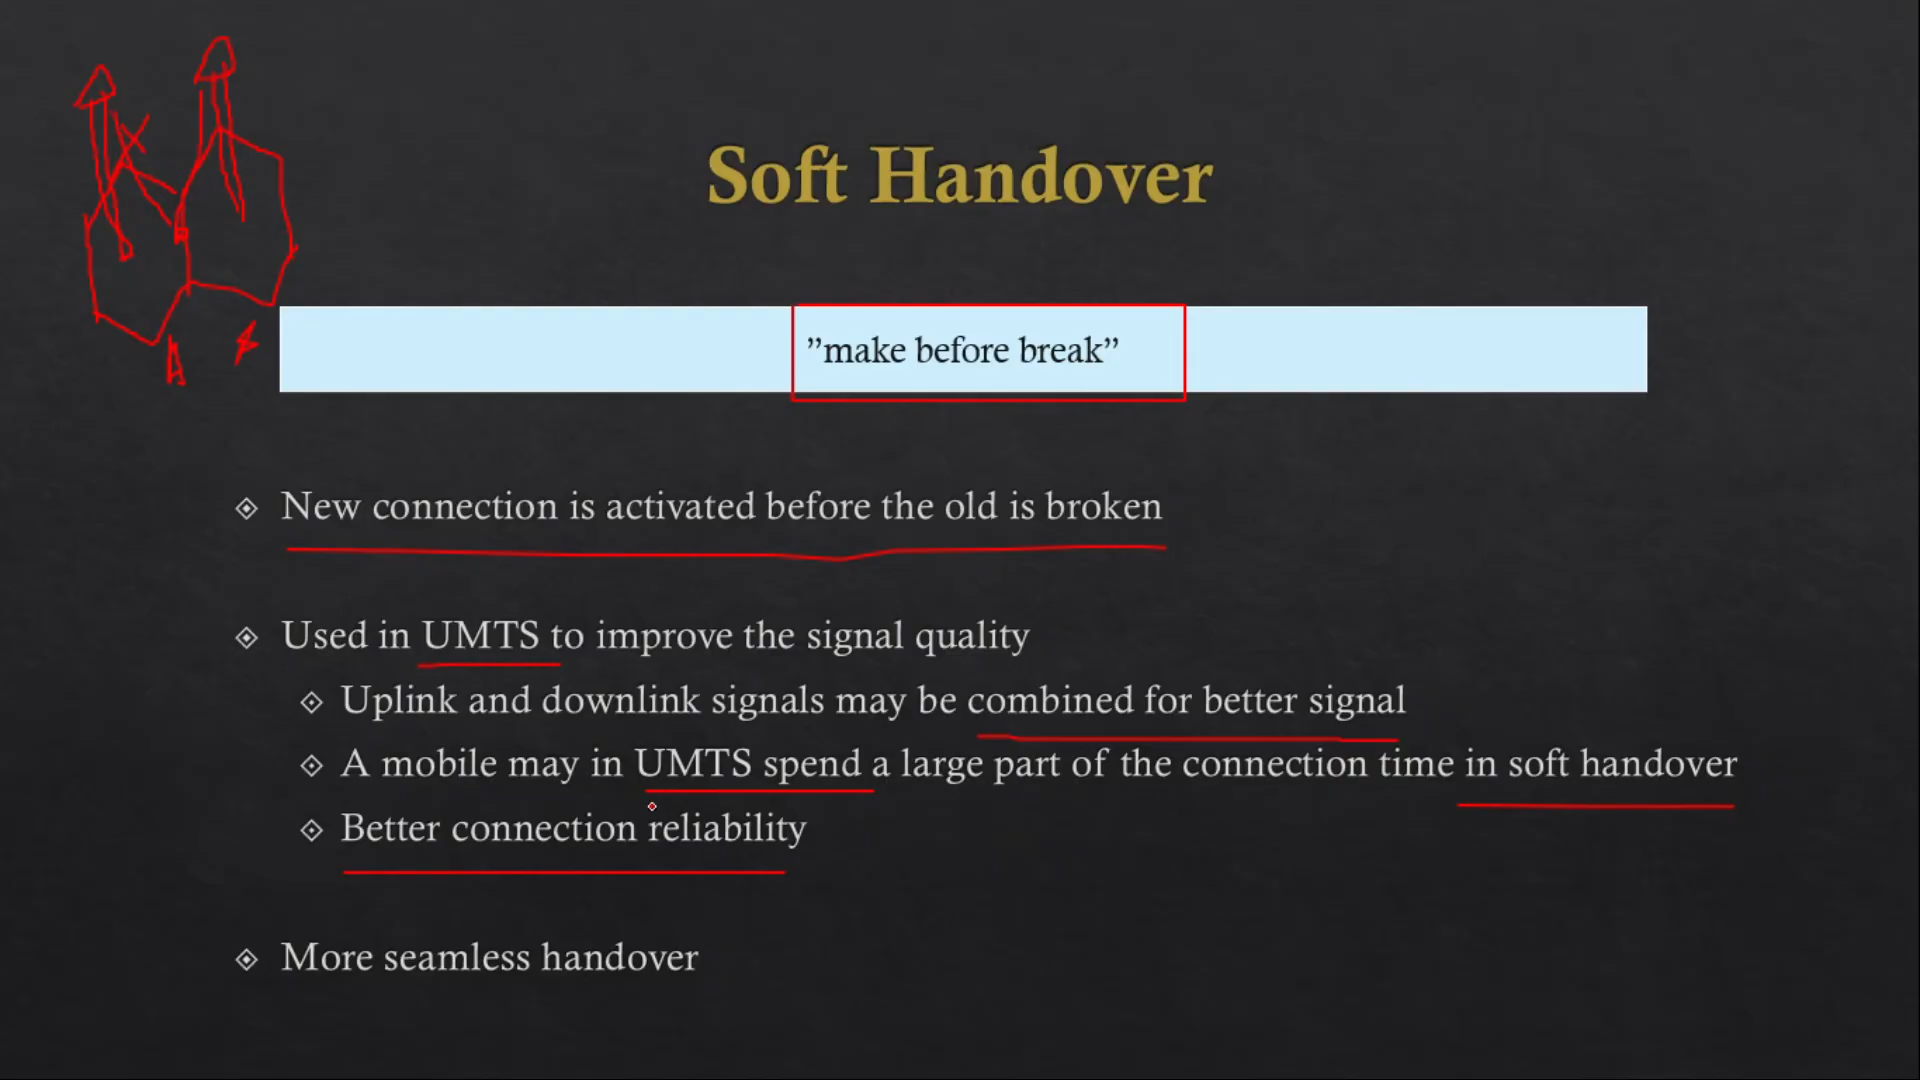 Soft Handover
”make before break”
New connection is activated before the old is broken
Used in UMTS to improve the signal quality
Uplink and downlink signals may be combined for better signal
A mobile may in UMTS spend a large part of the connection time in soft handover
Better connection reliability
More seamless handover